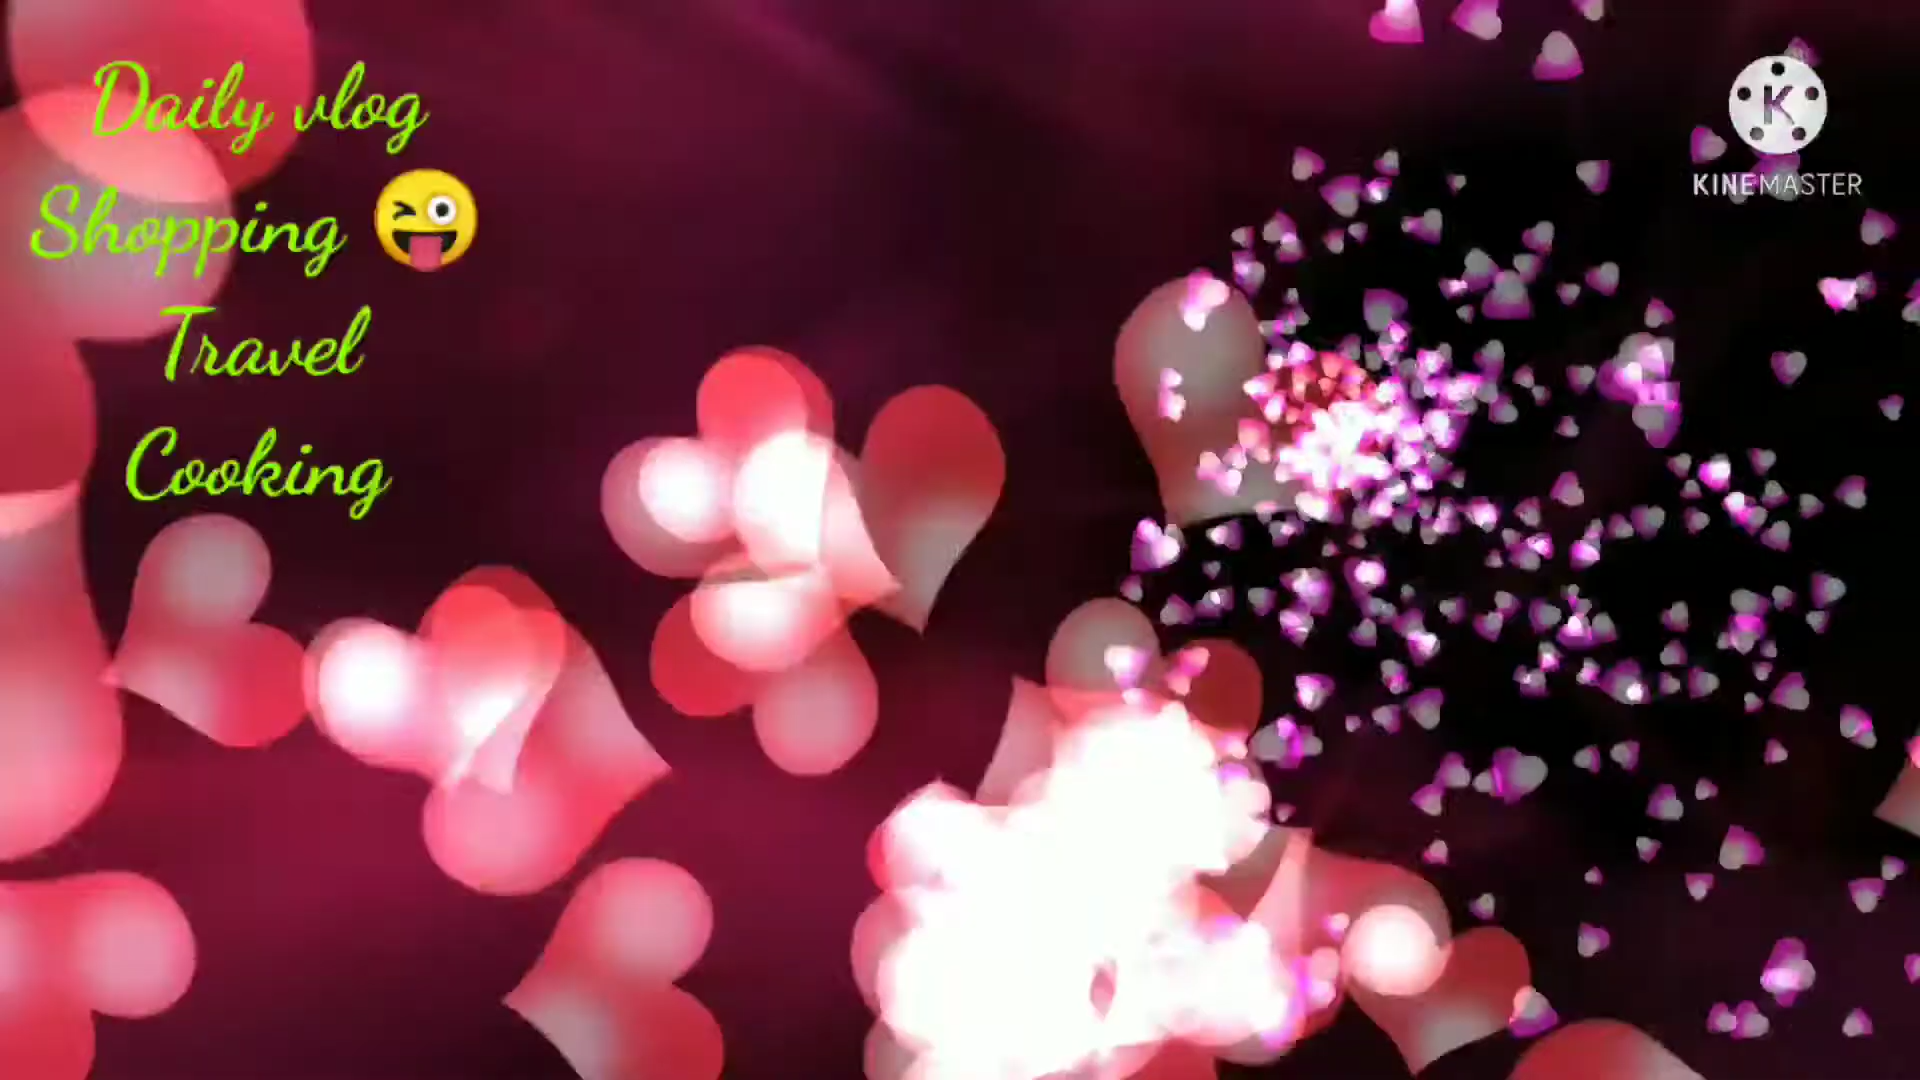 Daily vlog
Shopping 😜
Travel
Cooking
K
KINEMASTER